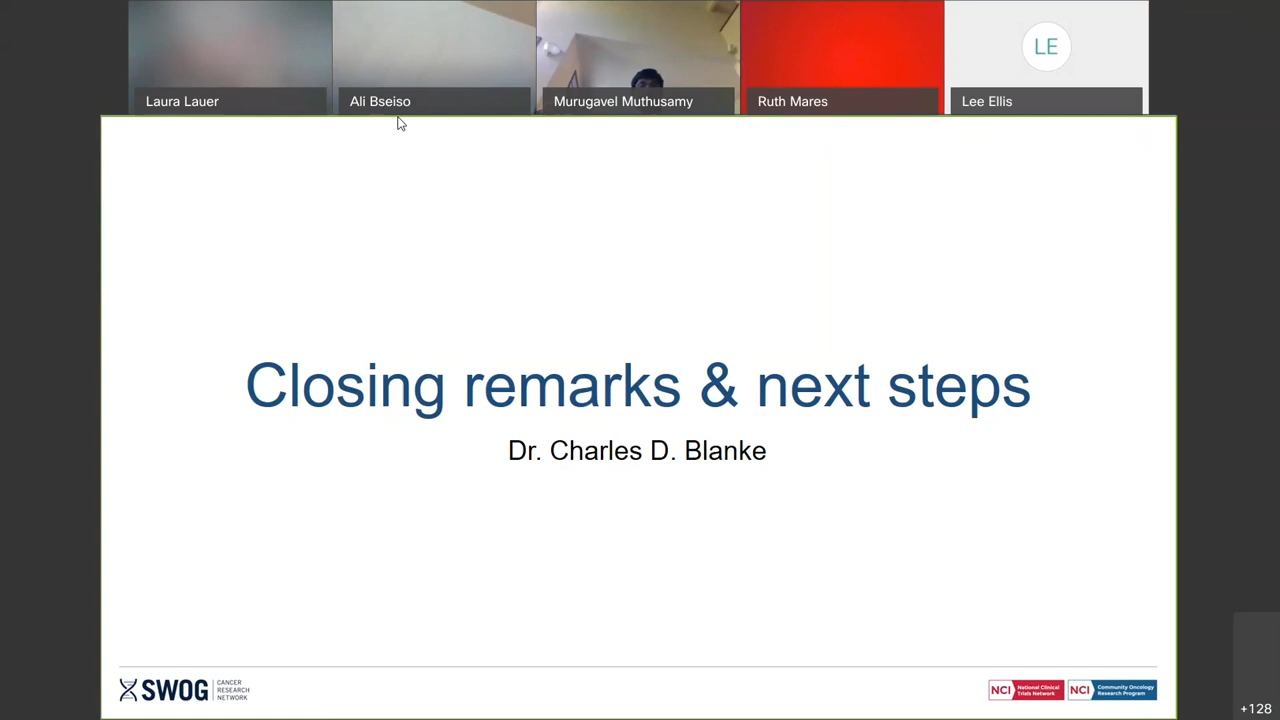 Laura Lauer
Ali Bseiso
Murugavel Muthusamy
Ruth Mares
LE
Lee Ellis
Closing remarks & next steps
Dr. Charles D. Blanke
SWOG
CANCER
RESEARCH
NETWORK
NCI
National Clinical
Trials Network
NCI
Community Oncology
Research Program
+128